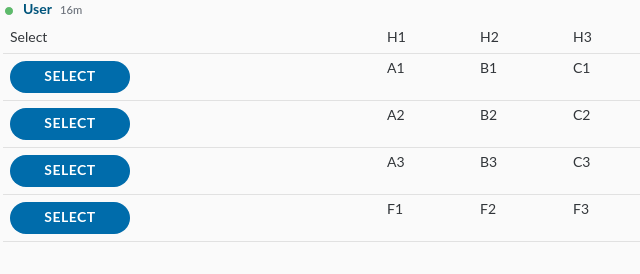 User 16m
Select H1 H2 H3
SELECT A1 B1 C1
SELECT A2 B2 C2
SELECT A3 B3 C3
SELECT F1 F2 F3